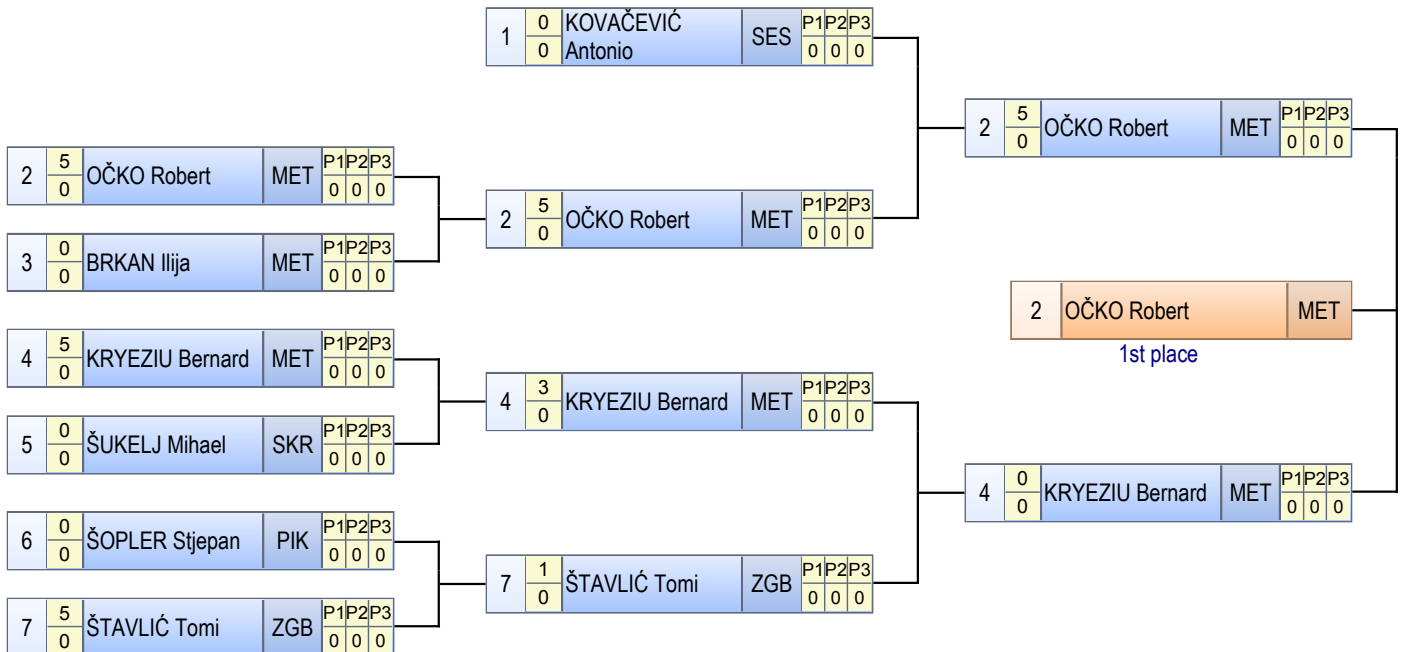 1 0 KOVAČEVIĆ Antonio SES P1 P2 P3
0 0 0 0
2 5 OČKO Robert MET P1 P2 P3
0 0 0 0
2 5 OČKO Robert MET P1 P2 P3
0 0 0 0
2 5 OČKO Robert MET P1 P2 P3
0 0 0 0
3 0 BRKAN Ilija MET P1 P2 P3
0 0 0 0
2 OČKO Robert MET
1st place
4 5 KRYEZIU Bernard MET P1 P2 P3
0 0 0 0
4 3 KRYEZIU Bernard MET P1 P2 P3
0 0 0 0
5 0 ŠUKELJ Mihael SKR P1 P2 P3
0 0 0 0
4 0 KRYEZIU Bernard MET P1 P2 P3
0 0 0 0
6 0 ŠOPLER Stjepan PIK P1 P2 P3
0 0 0 0
7 1 ŠTAVLIĆ Tomi ZGB P1 P2 P3
0 0 0 0
7 5 ŠTAVLIĆ Tomi ZGB P1 P2 P3
0 0 0 0